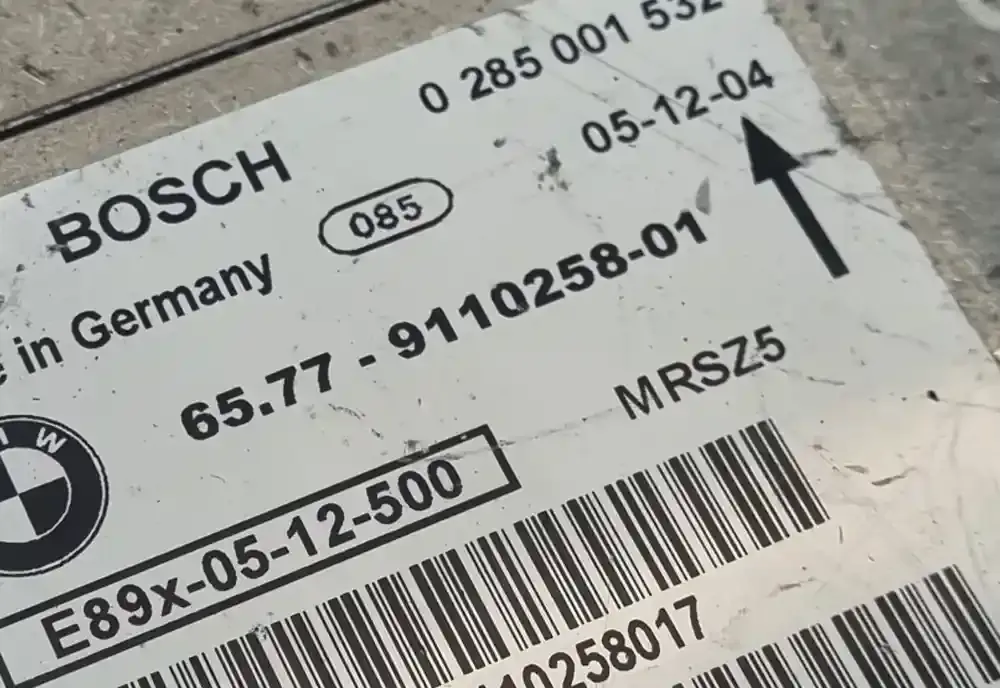 0 285 001 532
05-12-04
BOSCH
085
in Germany
65.77 - 9110258-01
MRSZ5
W
E89x-05-12-500
10258017